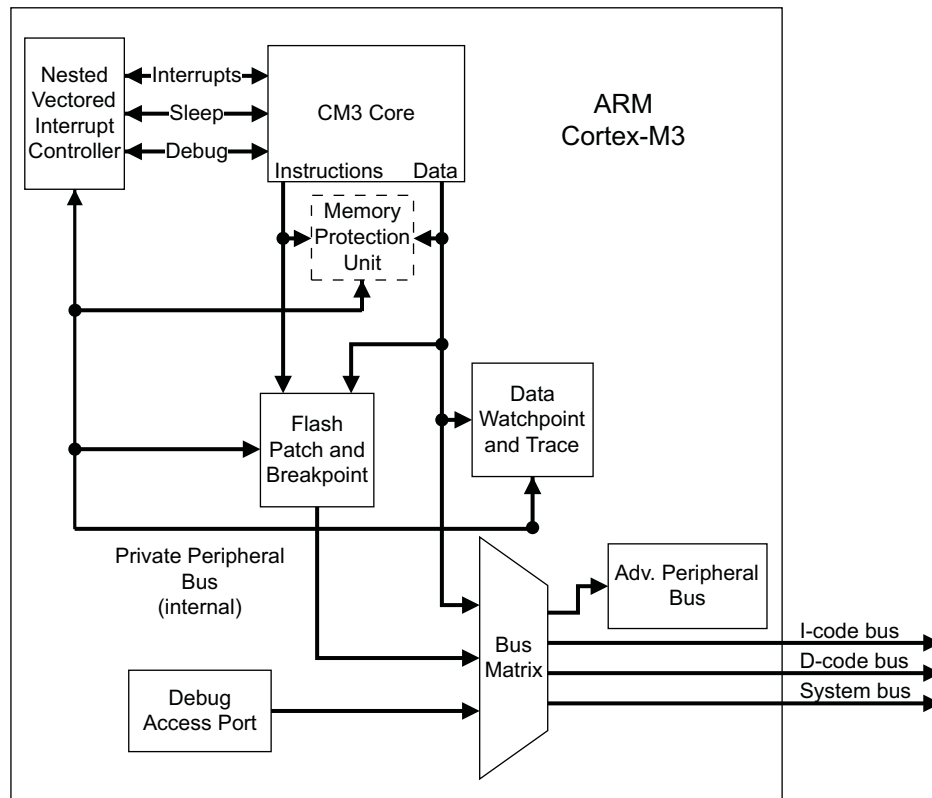 Nested
Vectored
Interrupt
Controller
Interrupts
Sleep
Debug
CM3 Core
Instructions
Data
ARM
Cortex-M3
Memory
Protection
Unit
Flash
Patch and
Breakpoint
Data
Watchpoint
and Trace
Private Peripheral
Bus
(internal)
Adv. Peripheral
Bus
Bus
Matrix
I-code bus
D-code bus
System bus
Debug
Access Port